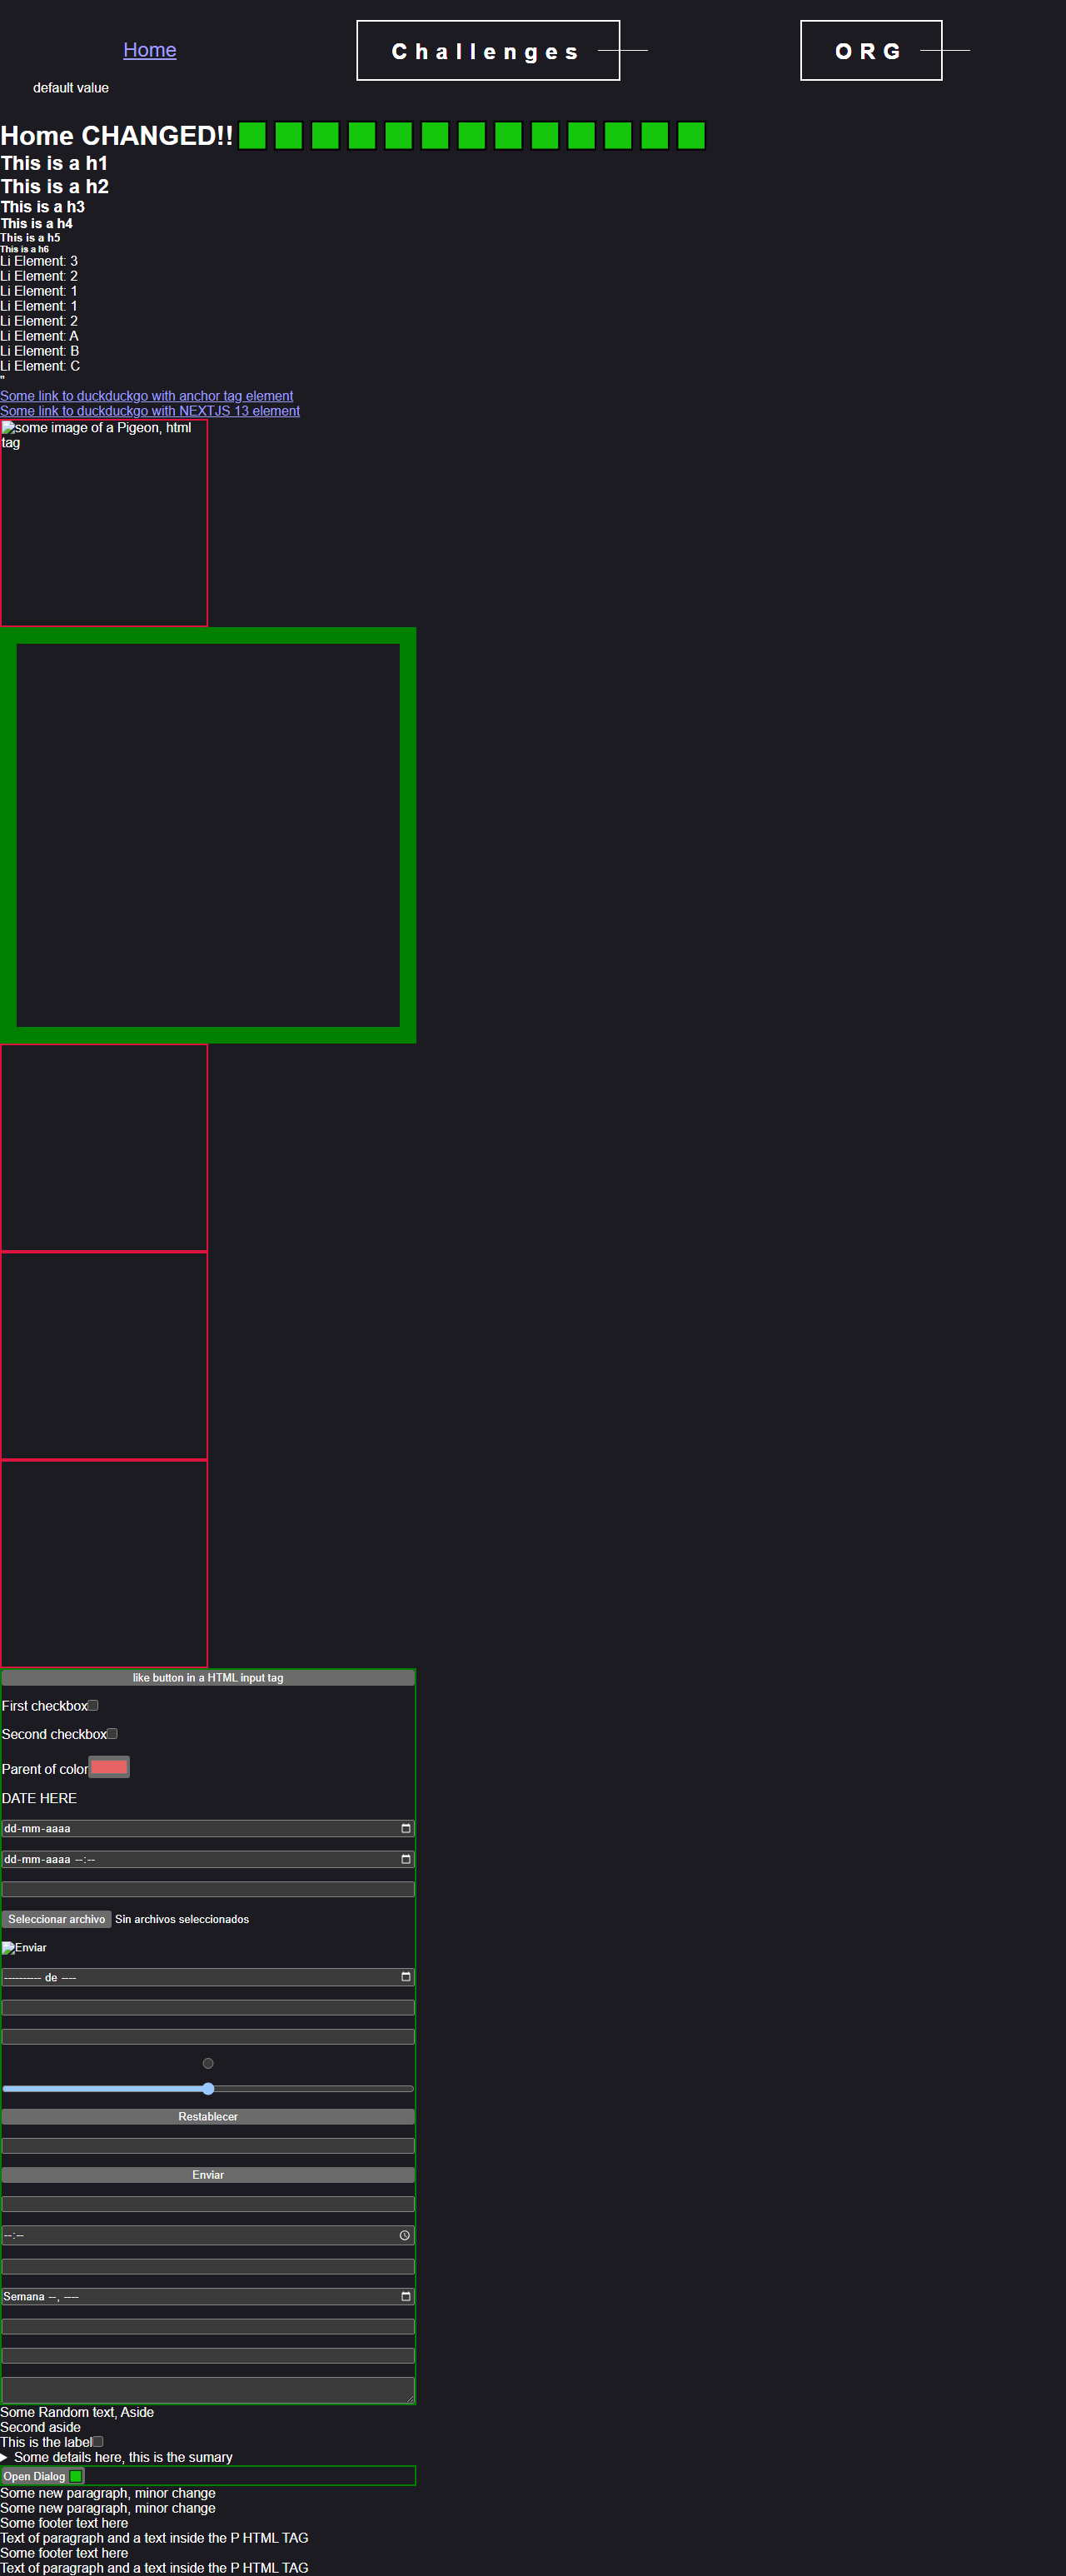 Home
Challenges
ORG
default value
Home CHANGED!!
This is a h1
This is a h2
This is a h3
This is a h4
This is a h5
This is a h6
Li Element: 3
Li Element: 2
Li Element: 1
Li Element: 1
Li Element: 2
Li Element: A
Li Element: B
Li Element: C
"
Some link to duckduckgo with anchor tag element
Some link to duckduckgo with NEXTJS 13 element
some image of a Pigeon, html
tag
like button in a HTML input tag
First checkbox
Second checkbox
Parent of color
DATE HERE
dd-mm-aaaa
dd-mm-aaaa --:--
Seleccionar archivo Sin archivos seleccionados
Enviar
---------- de ----
Restablecer
Enviar
--:--
Semana --, ----
Some Random text, Aside
Second aside
This is the label
Some details here, this is the sumary
Open Dialog
Some new paragraph, minor change
Some new paragraph, minor change
Some footer text here
Text of paragraph and a text inside the P HTML TAG
Some footer text here
Text of paragraph and a text inside the P HTML TAG